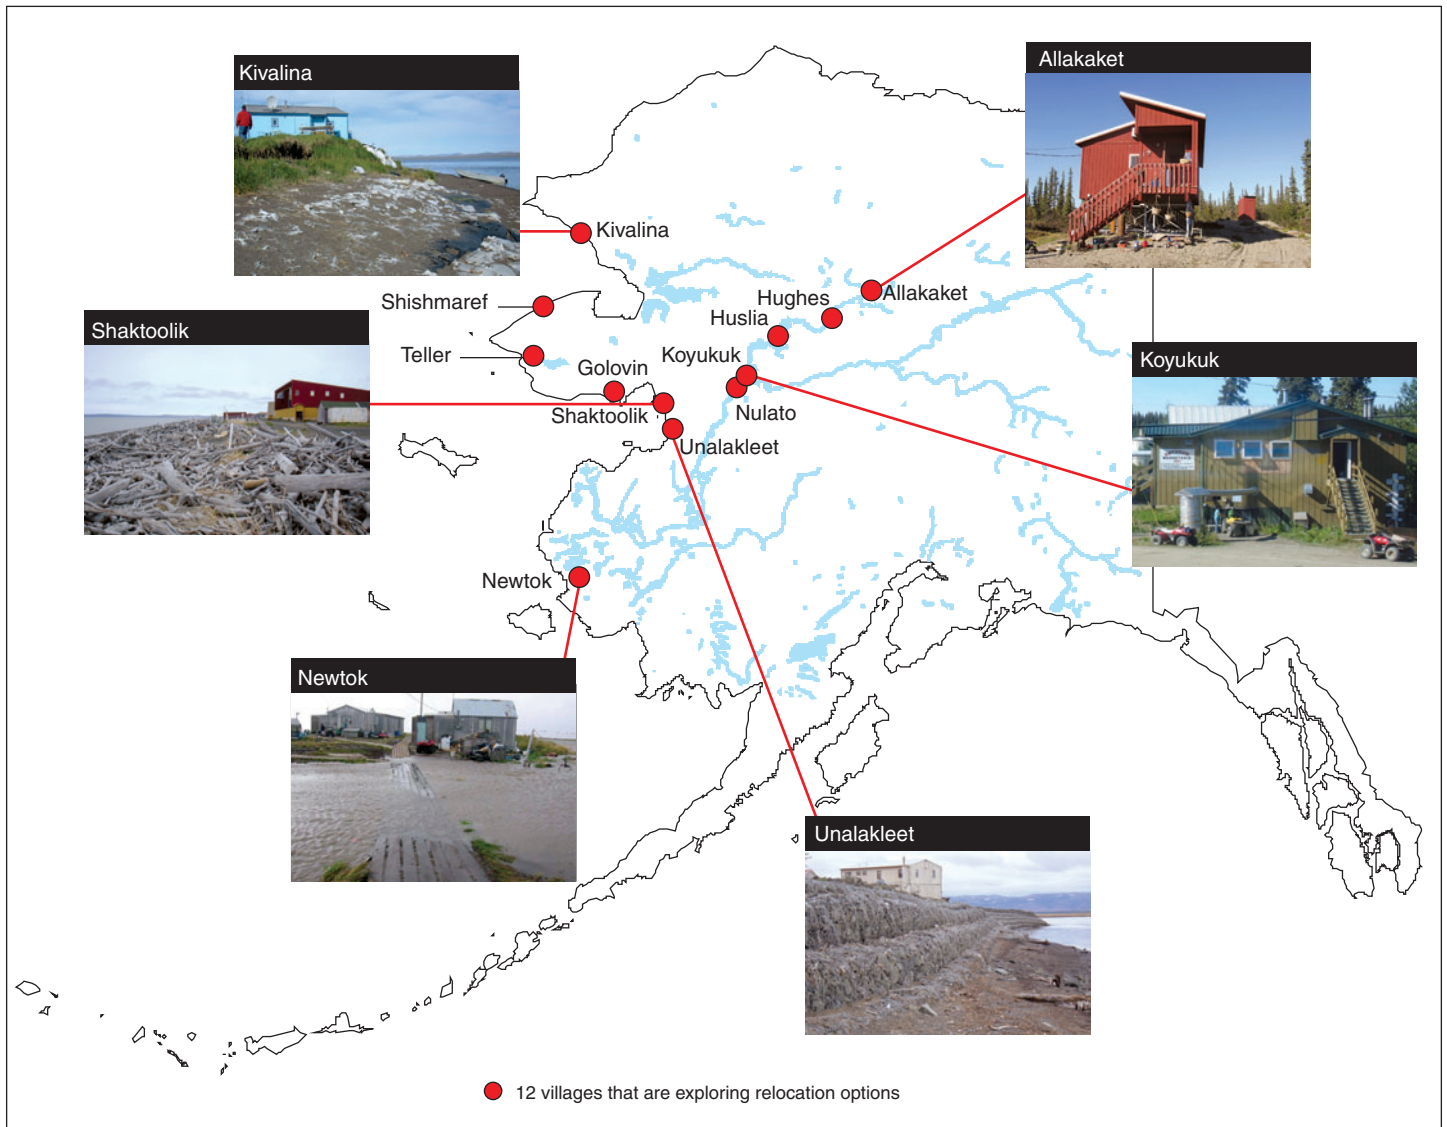 Kivalina
Allakaket
Kivalina
Shishmaref
Hughes
Allakaket
Huslia
Shaktoolik
Teller
Koyukuk
Koyukuk
Golovin
Shaktoolik
Nulato
Unalakleet
Newtok
Newtok
Unalakleet
12 villages that are exploring relocation options